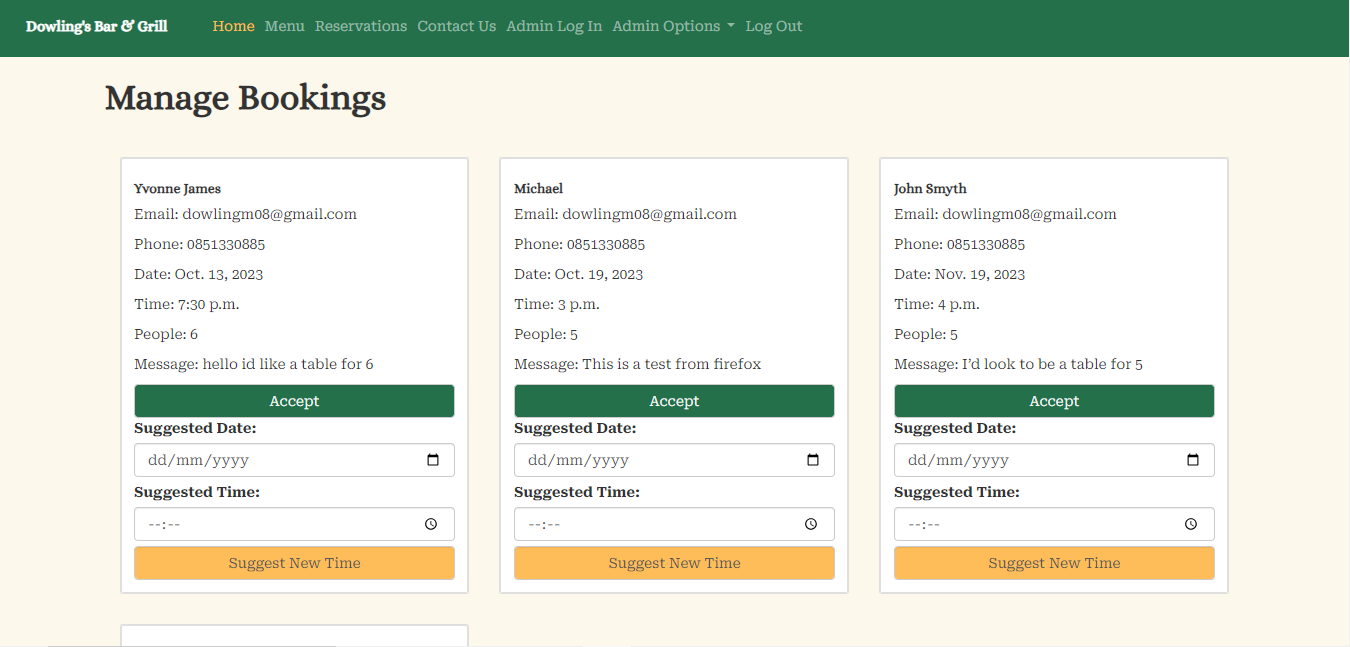 Dowling's Bar & Grill Home Menu Reservations Contact Us Admin Log In Admin Options Log Out
Manage Bookings
Yvonne James
Email: dowlingm08@gmail.com
Phone: 0851330885
Date: Oct. 13, 2023
Time: 7:30 p.m.
People: 6
Message: hello id like a table for 6
Accept
Suggested Date:
dd/mm/yyyy
Suggested Time:
--:--
Suggest New Time
Michael
Email: dowlingm08@gmail.com
Phone: 0851330885
Date: Oct. 19, 2023
Time: 3 p.m.
People: 5
Message: This is a test from firefox
Accept
Suggested Date:
dd/mm/yyyy
Suggested Time:
--:--
Suggest New Time
John Smyth
Email: dowlingm08@gmail.com
Phone: 0851330885
Date: Nov. 19, 2023
Time: 4 p.m.
People: 5
Message: I'd look to be a table for 5
Accept
Suggested Date:
dd/mm/yyyy
Suggested Time:
--:--
Suggest New Time